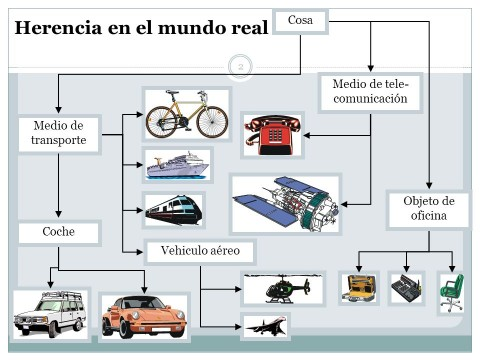 Herencia en el mundo real
Cosa
2
Medio de tele-
comunicación
Medio de
transporte
Objeto de
oficina
Coche
Vehiculo aéreo